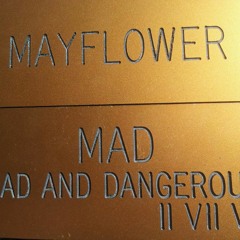 MAYFLOWER
MAD
AD AND DANGEROU
II VII V